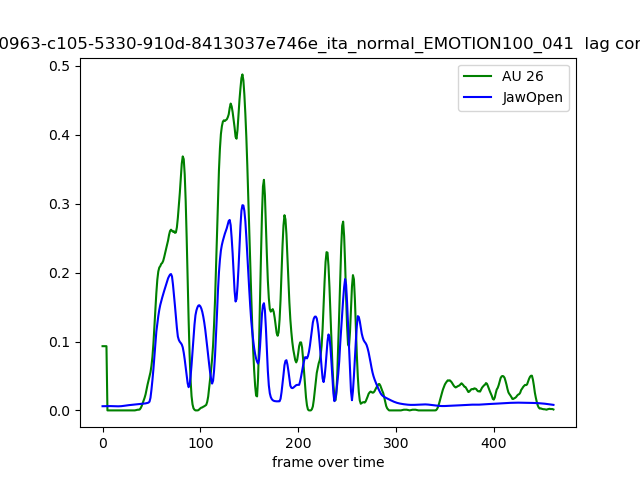 0963-c105-5330-910d-8413037e746e_ita_normal_EMOTION100_041 lag cor
AU 26
JawOpen
0.5
0.4
0.3
0.2
0.1
0.0
0 100 200 300 400
frame over time